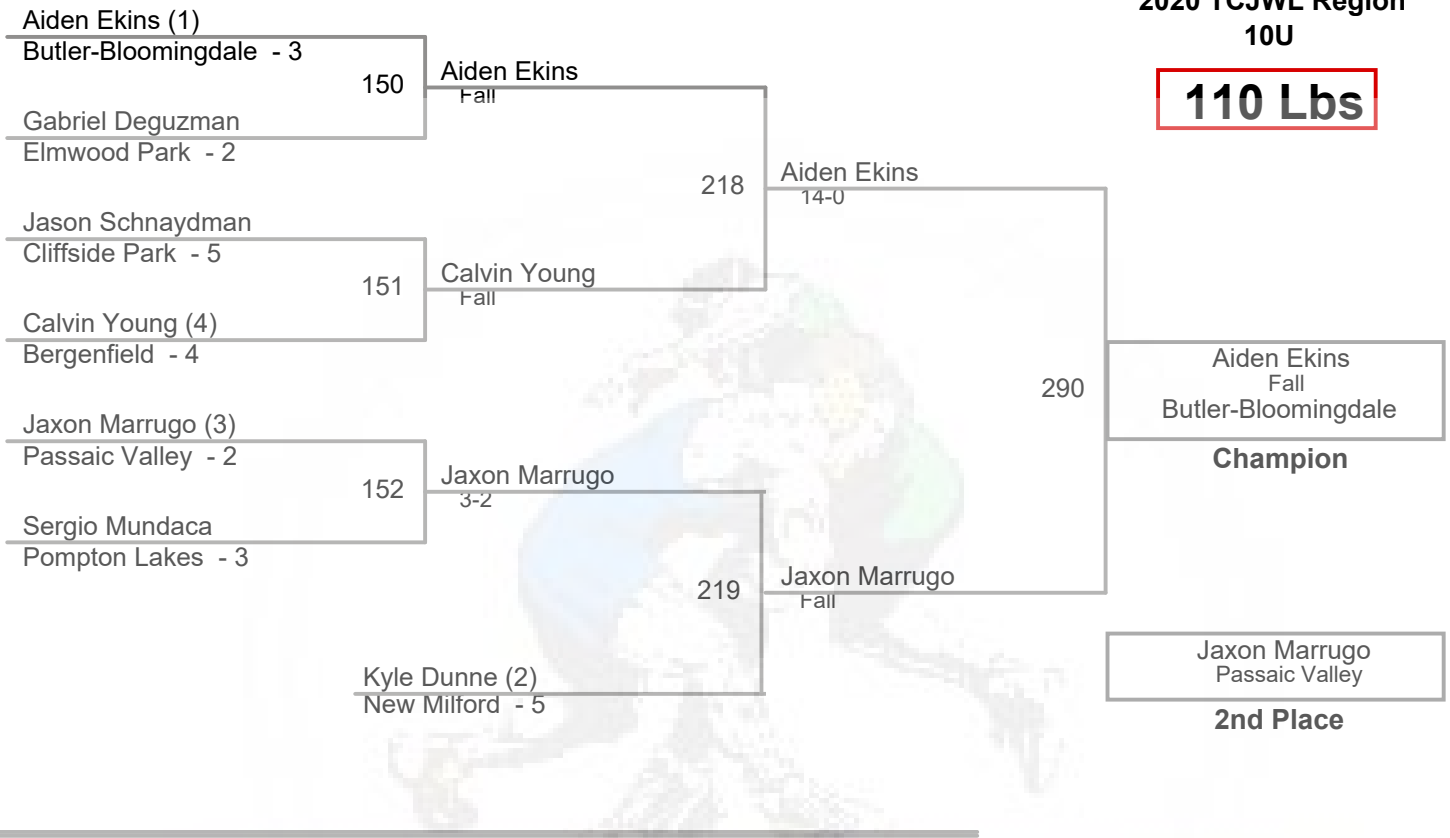 2020 TCJWL Region
10U
110 Lbs
Aiden Ekins (1)
Butler-Bloomingdale - 3
150
Aiden Ekins
Fall
Gabriel Deguzman
Elmwood Park - 2
218
Aiden Ekins
14-0
Jason Schnaydman
Cliffside Park - 5
151
Calvin Young
Fall
Calvin Young (4)
Bergenfield - 4
290
Aiden Ekins
Fall
Butler-Bloomingdale
Champion
Jaxon Marrugo (3)
Passaic Valley - 2
152
Jaxon Marrugo
3-2
Sergio Mundaca
Pompton Lakes - 3
219
Jaxon Marrugo
Fall
Kyle Dunne (2)
New Milford - 5
Jaxon Marrugo
Passaic Valley
2nd Place